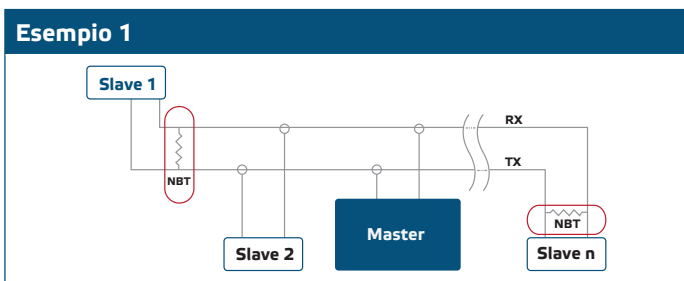 Esempio 1
Slave 1
RX
TX
NBT
Master
NBT
Slave 2
Slave n